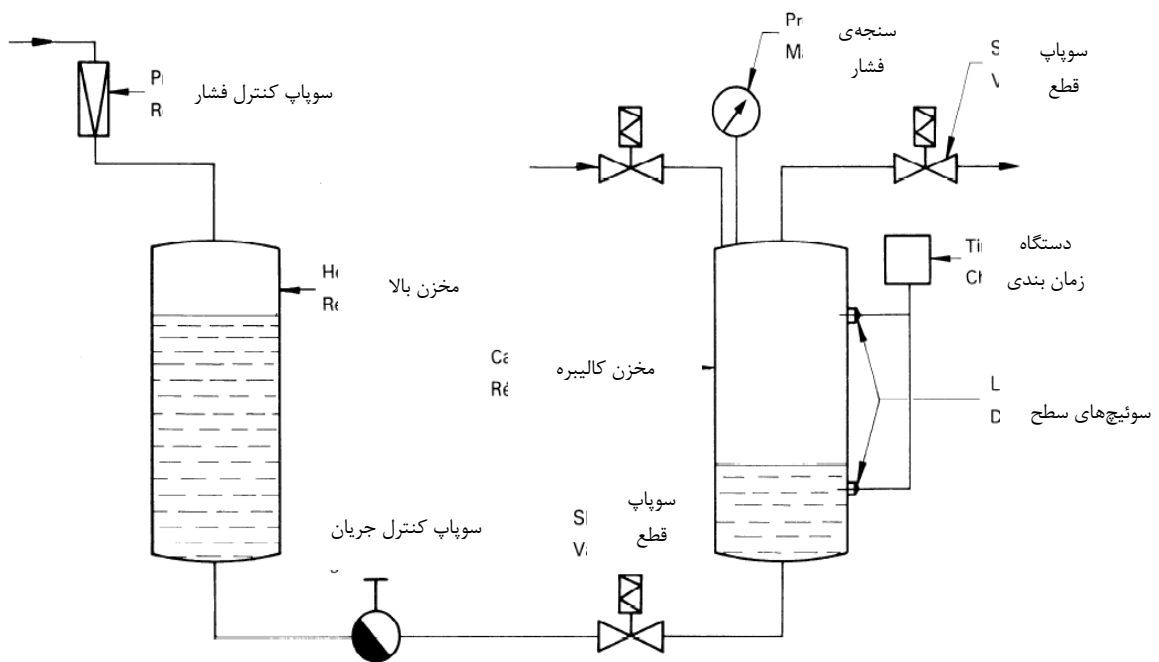 سنجه‌ی
فشار
سوپاپ
قطع
سوپاپ کنترل فشار
دستگاه
زمان بندی
مخزن بالا
مخزن کالیبره
سوئیچ‌های سطح
سوپاپ
قطع
سوپاپ کنترل جریان